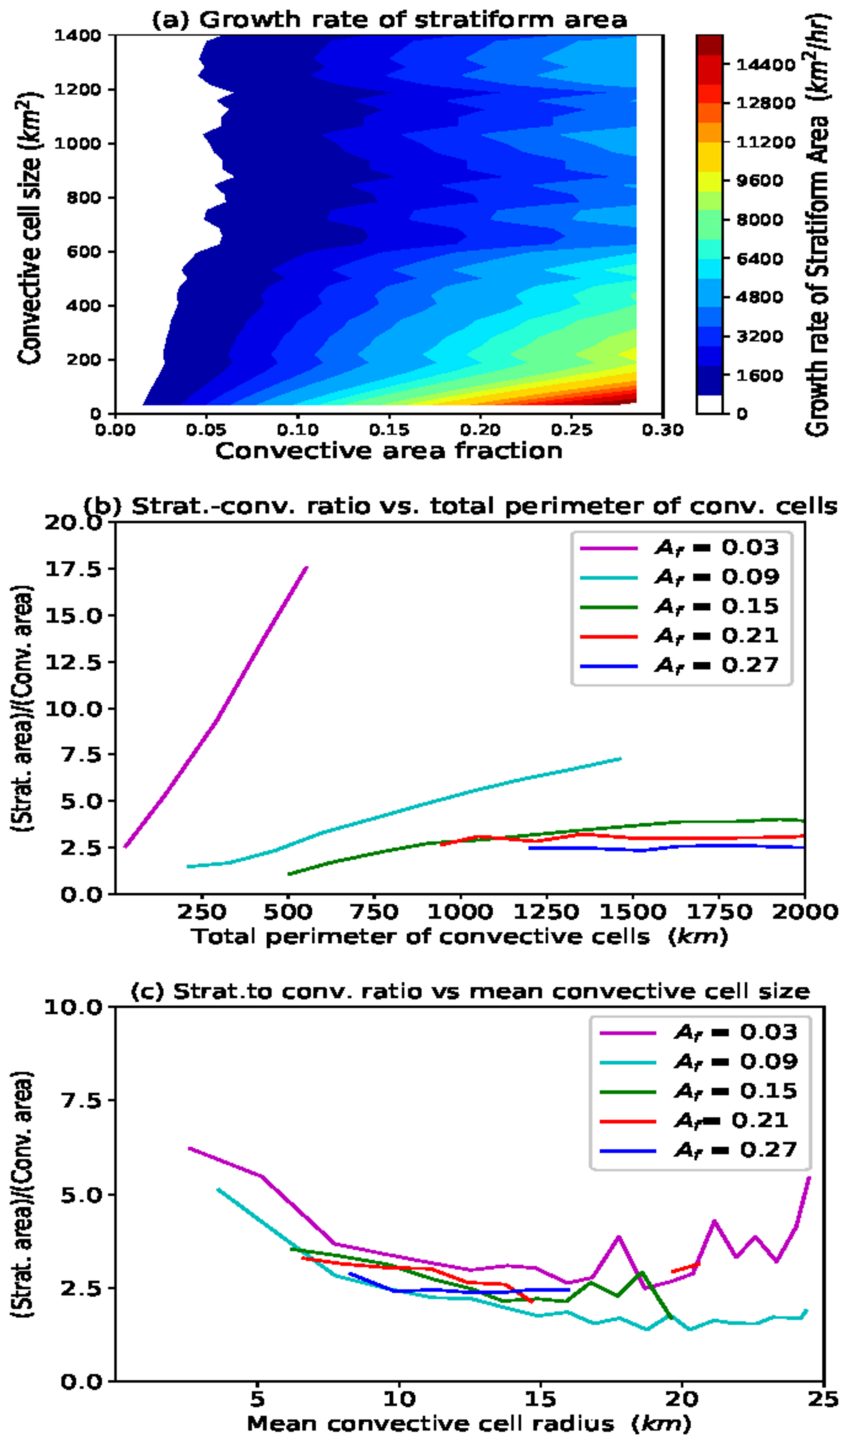 (a) Growth rate of stratiform area
Convective cell size (km²)
1400
1200
1000
800
600
400
200
0
0.00 0.05 0.10 0.15 0.20 0.25 0.30
Convective area fraction
14400
12800
11200
9600
8000
6400
4800
3200
1600
0
Growth rate of Stratiform Area (km²/hr)
(b) Strat.-conv. ratio vs. total perimeter of conv. cells
(Strat. area)/(Conv. area)
20.0
17.5
15.0
12.5
10.0
7.5
5.0
2.5
0.0
A_f = 0.03
A_f = 0.09
A_f = 0.15
A_f = 0.21
A_f = 0.27
250 500 750 1000 1250 1500 1750 2000
Total perimeter of convective cells (km)
(c) Strat.to conv. ratio vs mean convective cell size
(Strat. area)/(Conv. area)
10.0
7.5
5.0
2.5
0.0
A_f = 0.03
A_f = 0.09
A_f = 0.15
A_f= 0.21
A_f = 0.27
5 10 15 20 25
Mean convective cell radius (km)